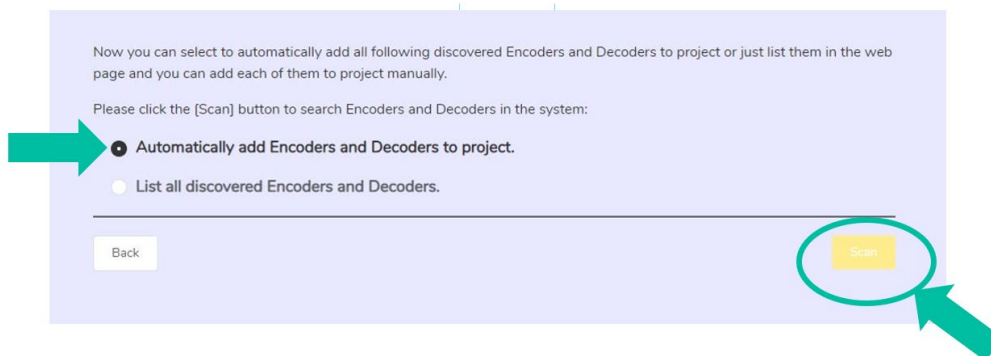 Now you can select to automatically add all following discovered Encoders and Decoders to project or just list them in the web
page and you can add each of them to project manually.
Please click the [Scan] button to search Encoders and Decoders in the system:
Automatically add Encoders and Decoders to project.
List all discovered Encoders and Decoders.
Back
Scan